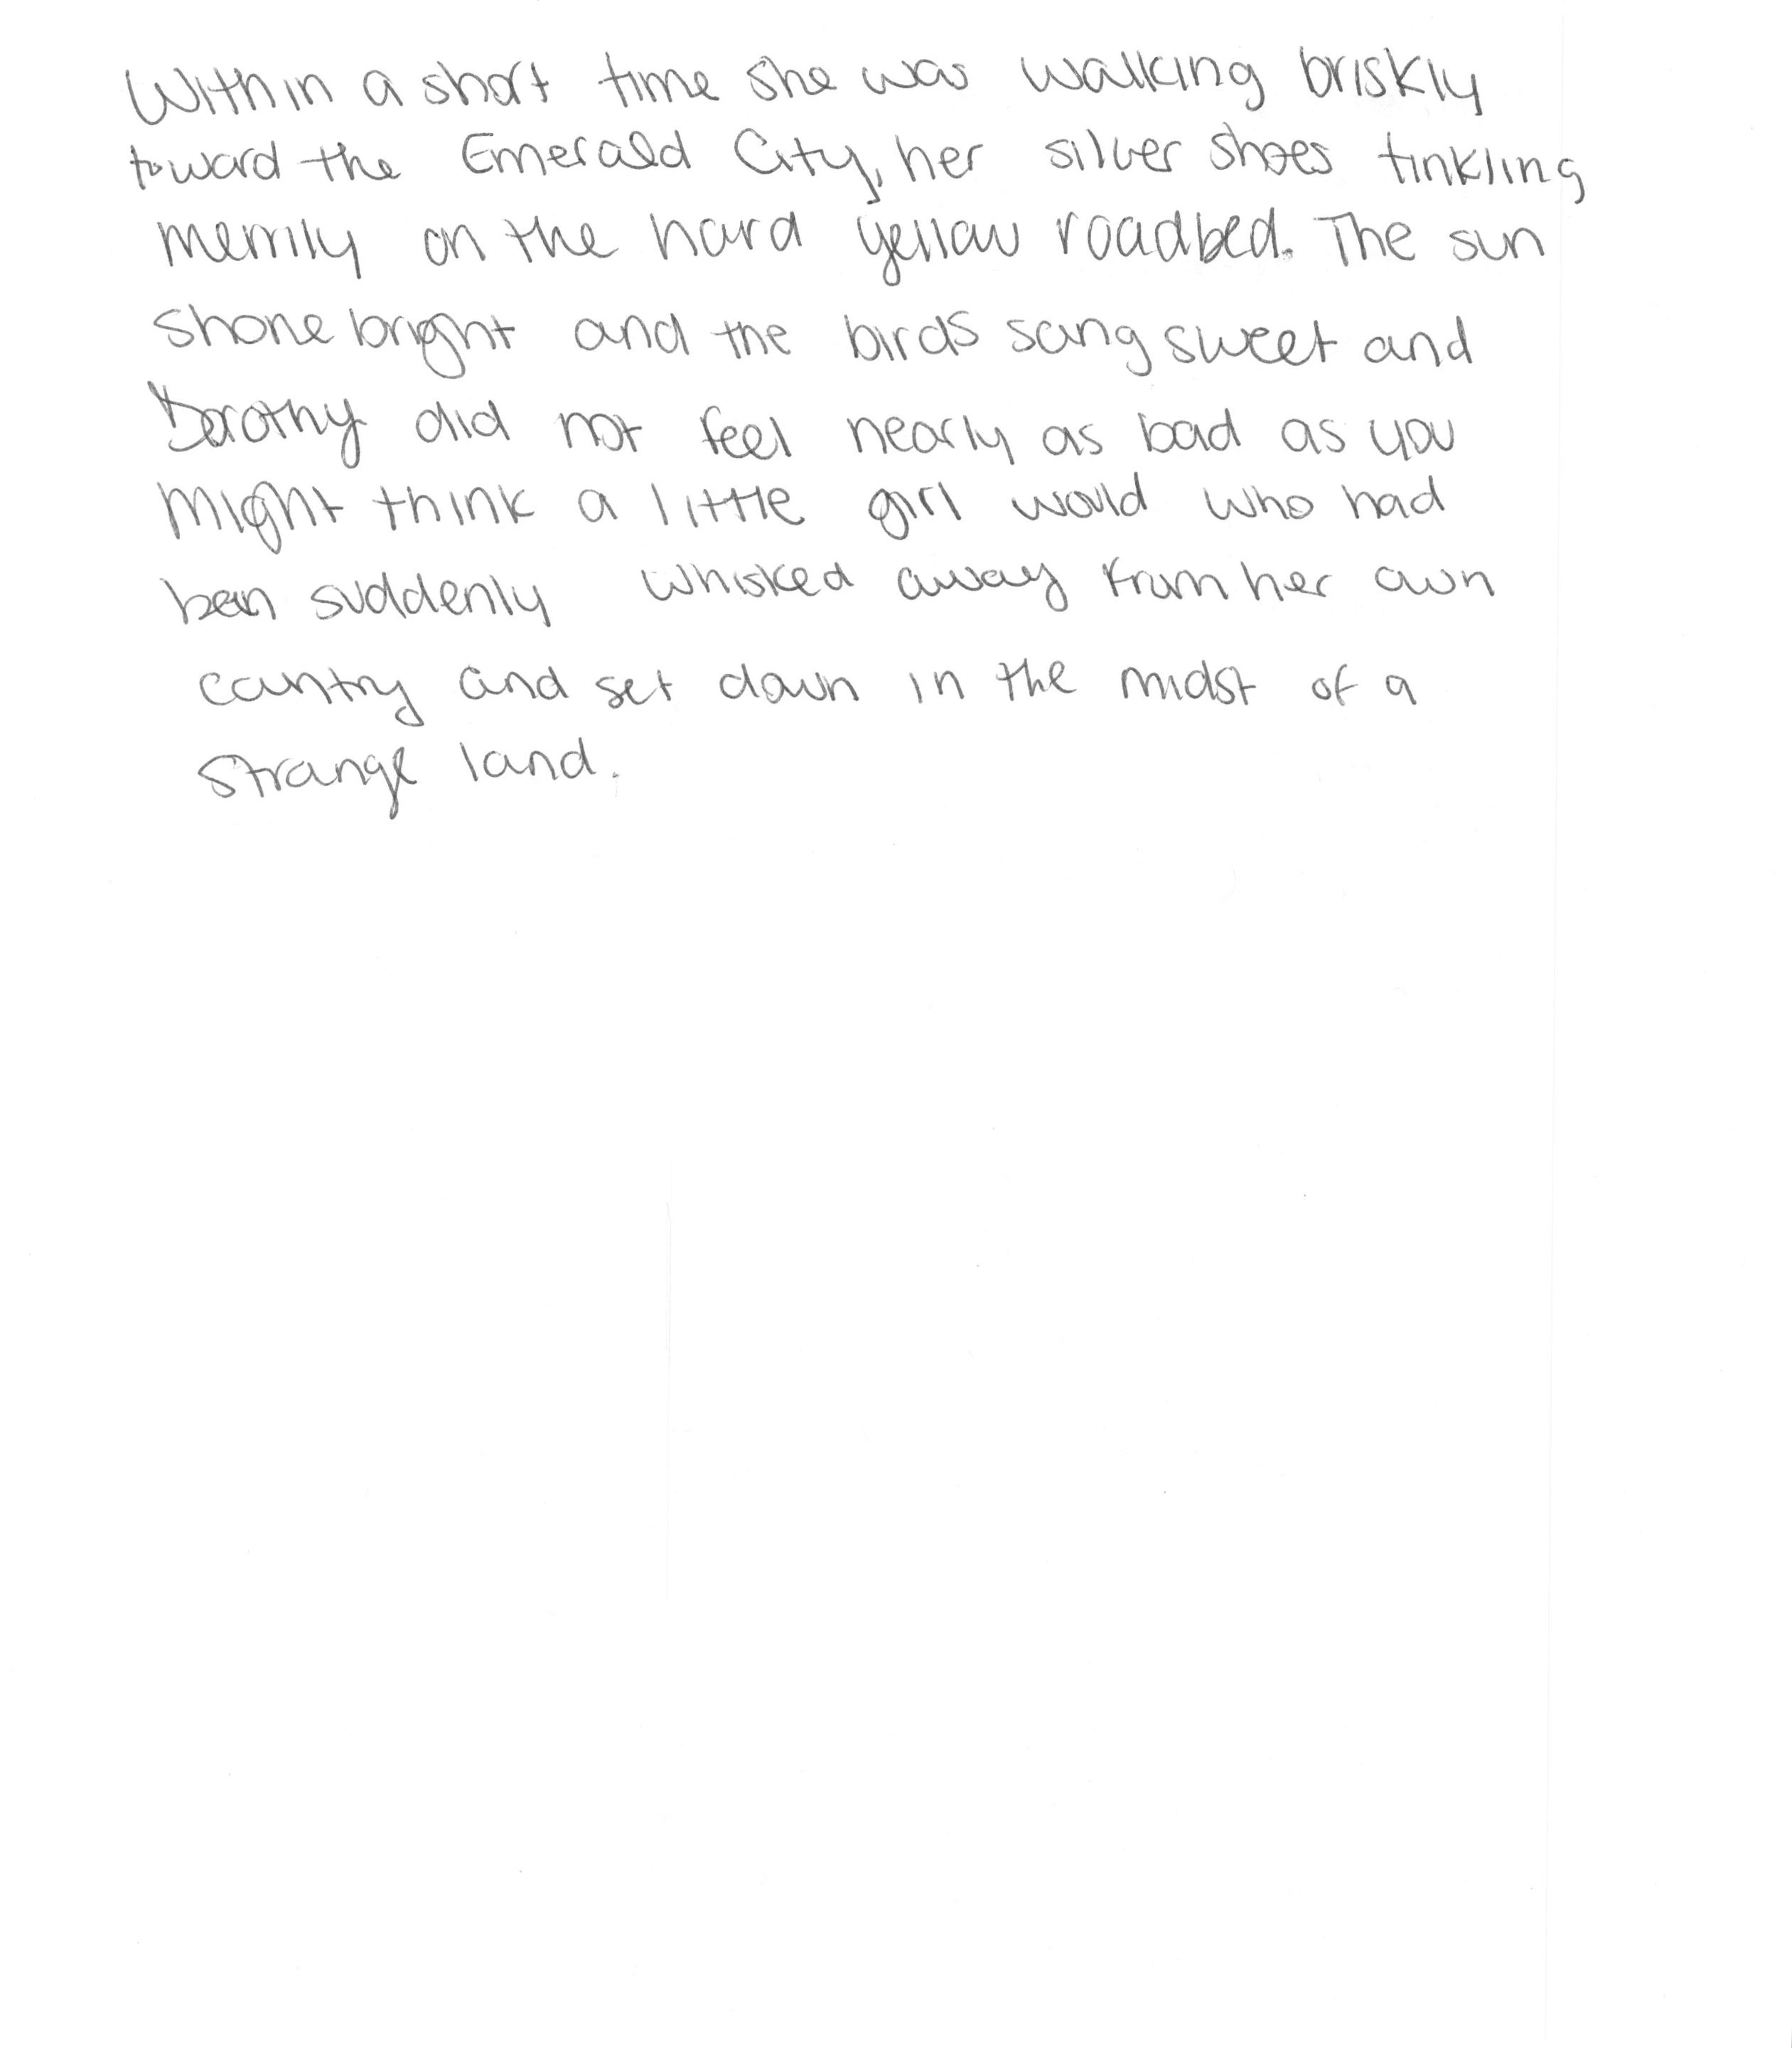 Within a short time she was walking briskly
toward the Emerald City, her silver shoes tinkling
merrily on the hard yellow roadbed. The sun
shone bright and the birds sang sweet and
Dorothy did not feel nearly as bad as you
might think a little girl would who had
been suddenly whisked away from her own
country and set down in the midst of a
strange land.